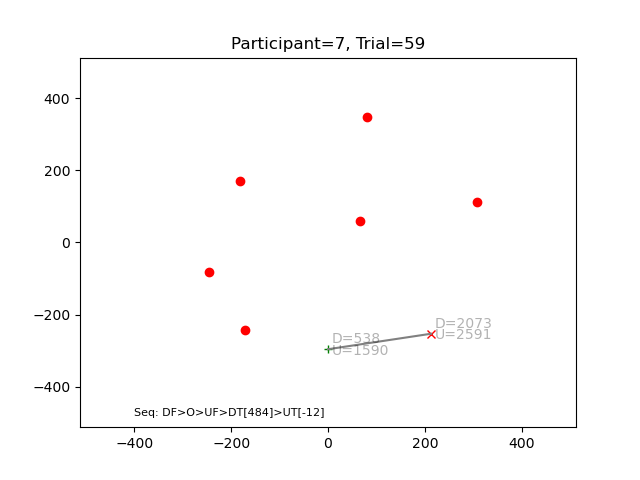 Participant=7, Trial=59
400
200
0
−200
−400
D=2073
U=2591
D=538
U=1590
Seq: DF>O>UF>DT[484]>UT[-12]
−400
−200
0
200
400